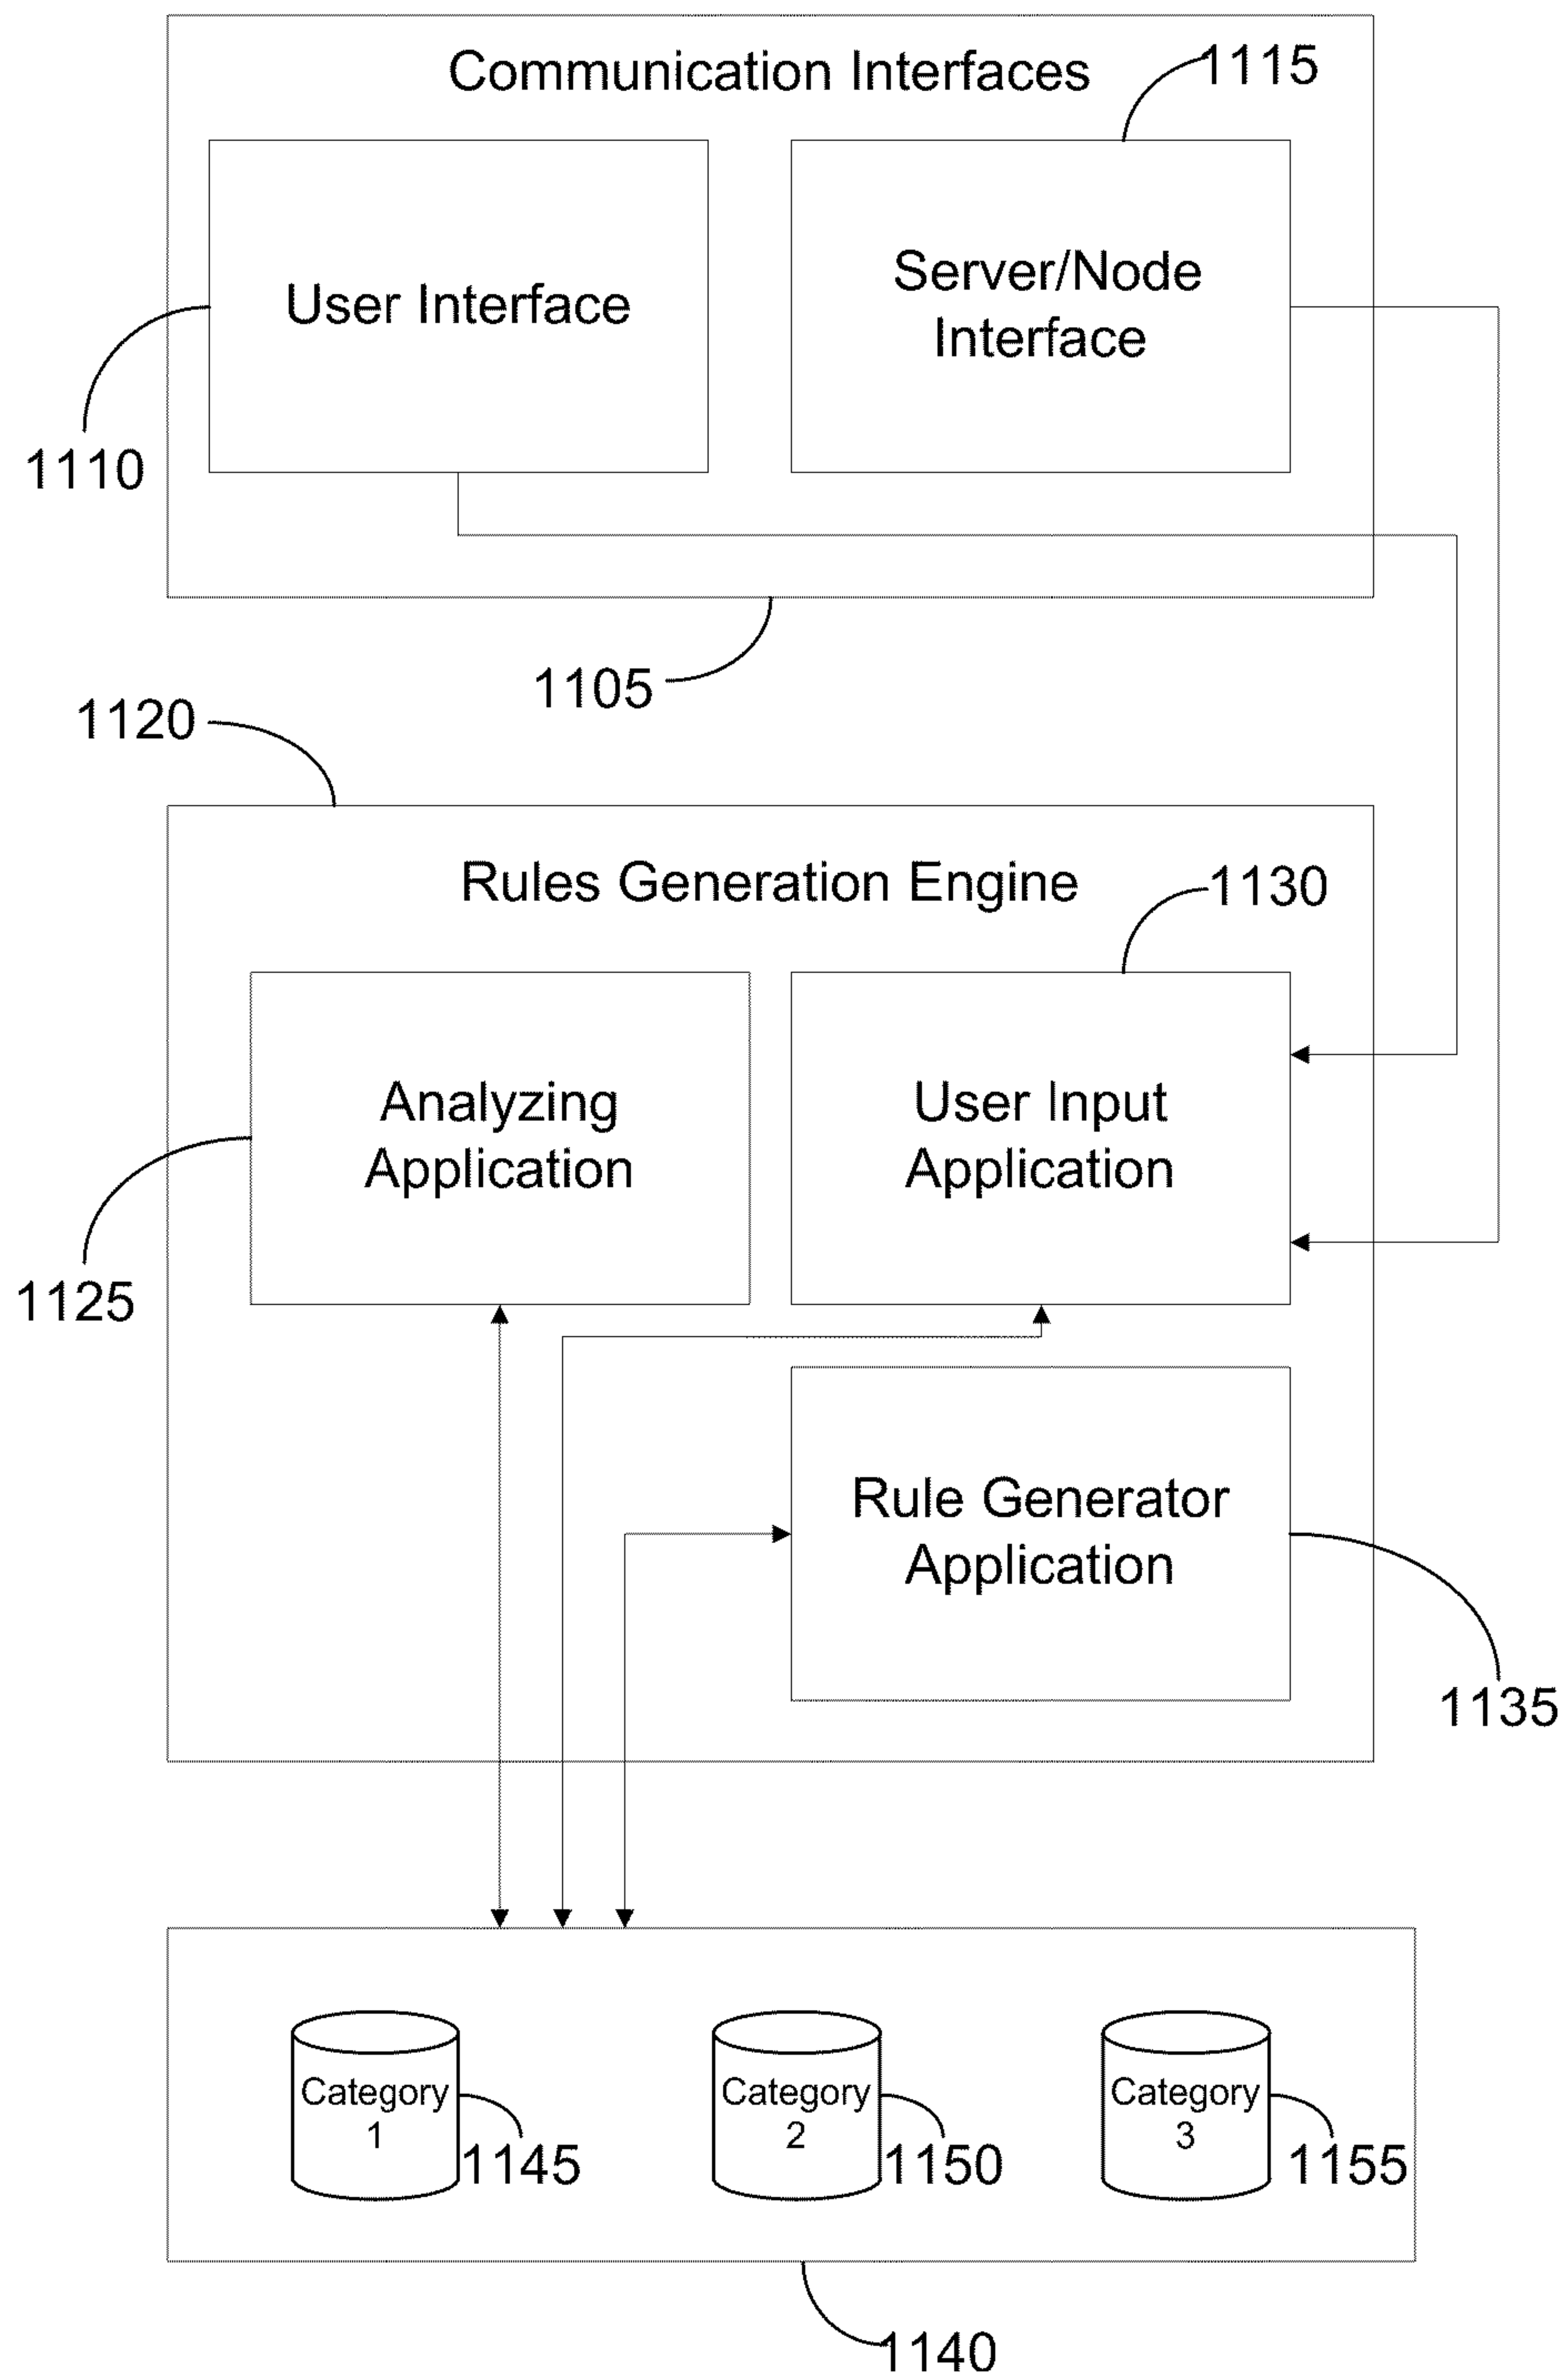 Communication Interfaces
1115
User Interface
Server/Node
Interface
1110
1105
1120
Rules Generation Engine
1130
Analyzing
Application
User Input
Application
1125
Rule Generator
Application
1135
Category
1
1145
Category
2
1150
Category
3
1155
1140